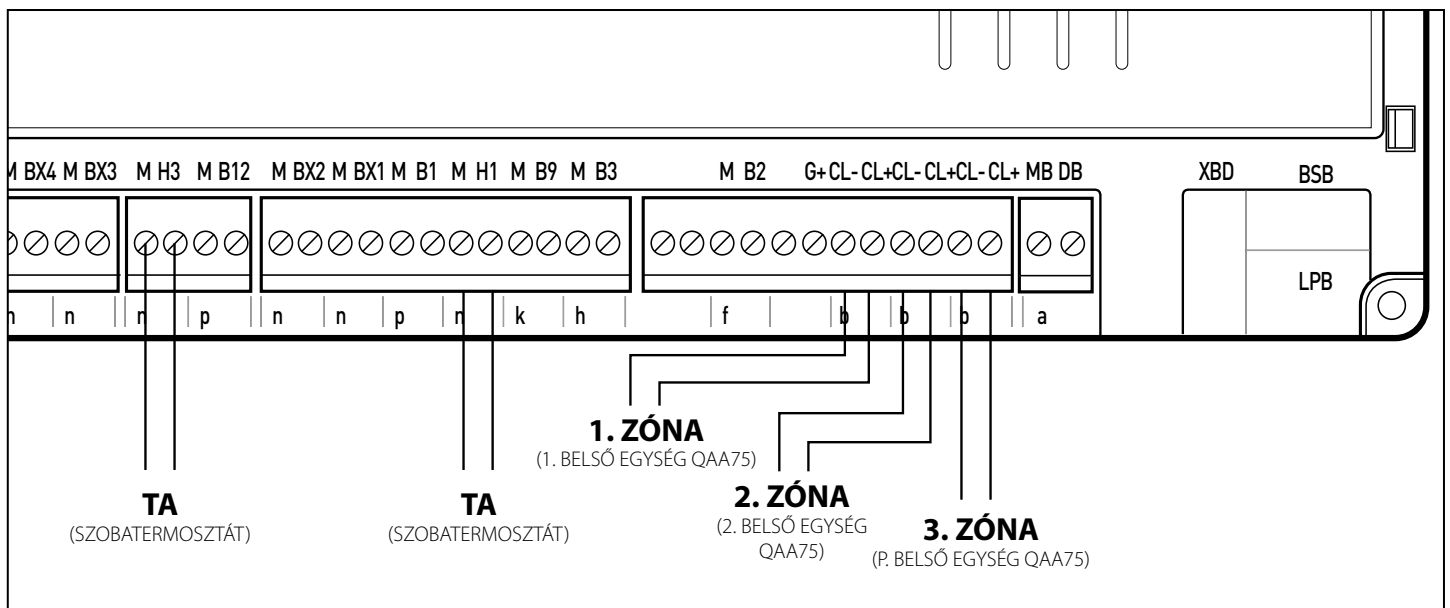 M BX4 M BX3 M H3 M B12 M BX2 M BX1 M B1 M H1 M B9 M B3 M B2 G+ CL- CL+ CL- CL+ CL- CL+ MB DB XBD BSB
LPB
n n n p n n p n k h f b b b a
1. ZÓNA
(1. BELSŐ EGYSÉG QAA75)
TA
(SZOBATERMOSZTÁT)
TA
(SZOBATERMOSZTÁT)
2. ZÓNA
(2. BELSŐ EGYSÉG
QAA75)
3. ZÓNA
(P. BELSŐ EGYSÉG QAA75)